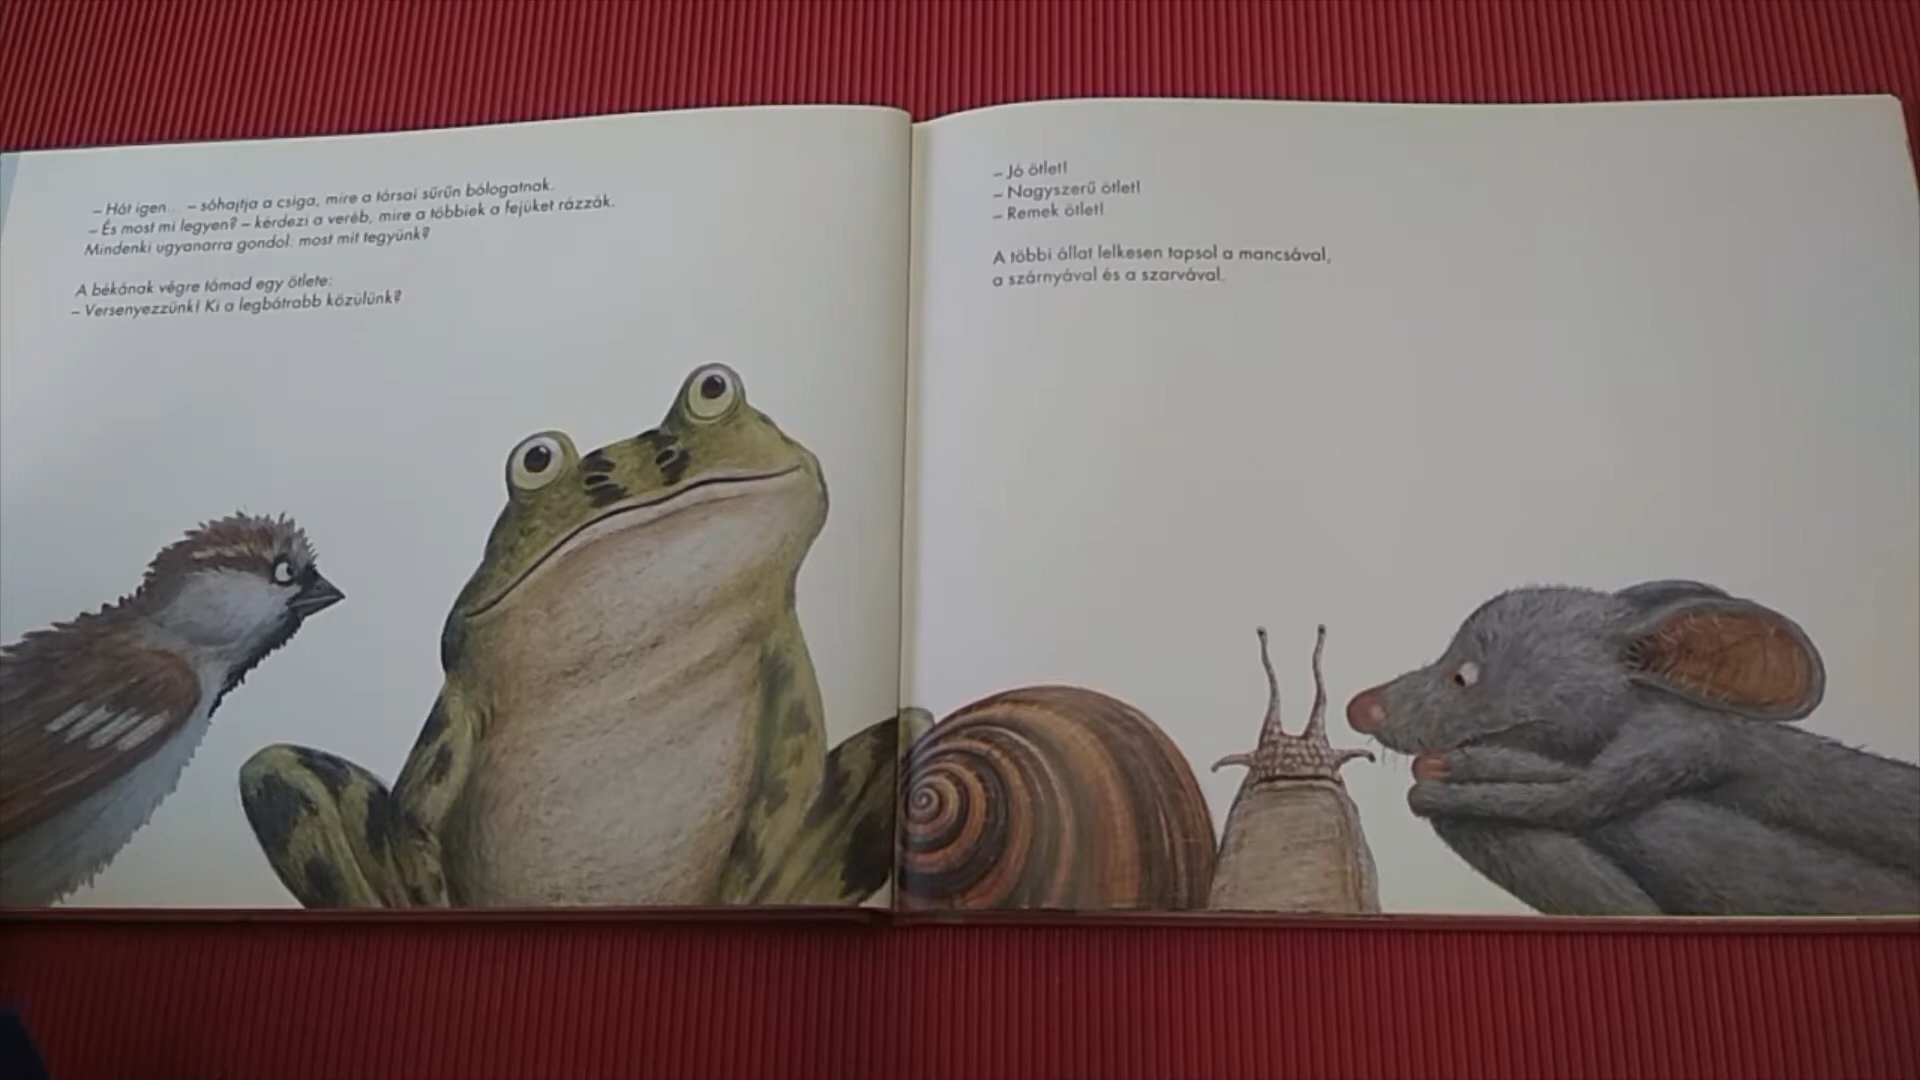 – Hát igen... – sóhajtja a csiga, mire a társai sűrűn bólogatnak.
– És most mi legyen? – kérdezi a veréb, mire a többiek a fejüket rázzák.
Mindenki ugyanarra gondol: most mit tegyünk?
A békának végre támad egy ötlete:
– Versenyezzünk! Ki a legbátrabb közülünk?
– Jó ötlet!
– Nagyszerű ötlet!
– Remek ötlet!
A többi állat lelkesen tapsol a mancsával,
a szárnyával és a szarvával.